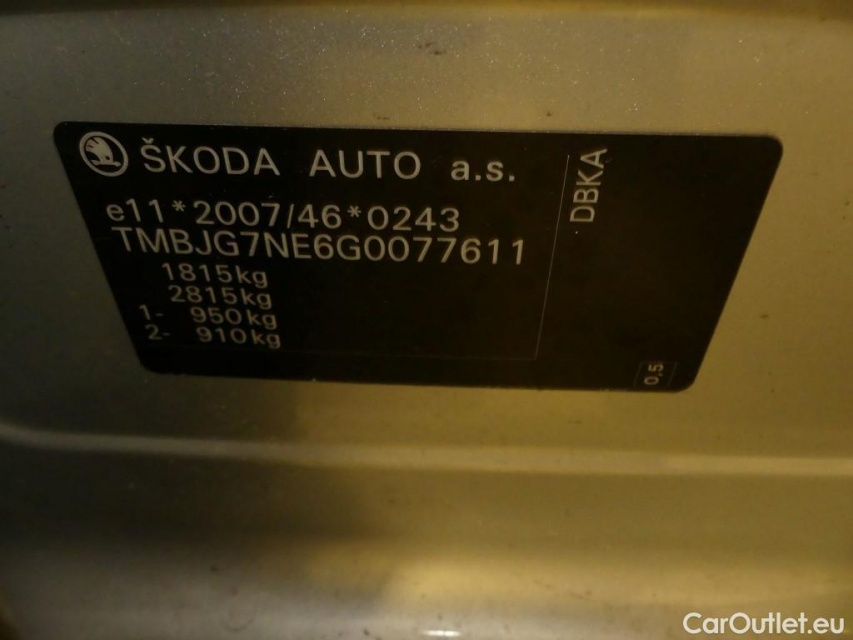 ŠKODA AUTO a.s.
e11*2007/46*0243
TMBJG7NE6G0077611
1815kg
2815kg
1- 950kg
2- 910kg
DBKA
0,5
CarOutlet.eu